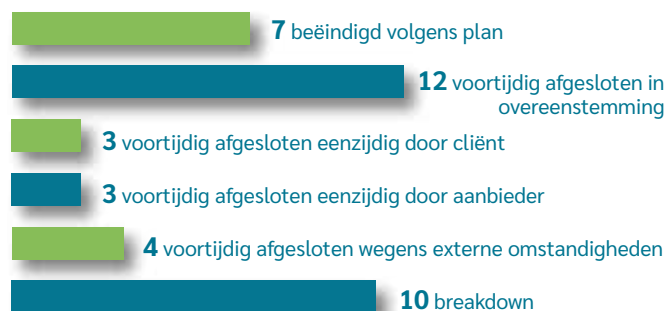 7 beëindigd volgens plan
12 voortijdig afgesloten in
overeenstemming
3 voortijdig afgesloten eenzijdig door cliënt
3 voortijdig afgesloten eenzijdig door aanbieder
4 voortijdig afgesloten wegens externe omstandigheden
10 breakdown